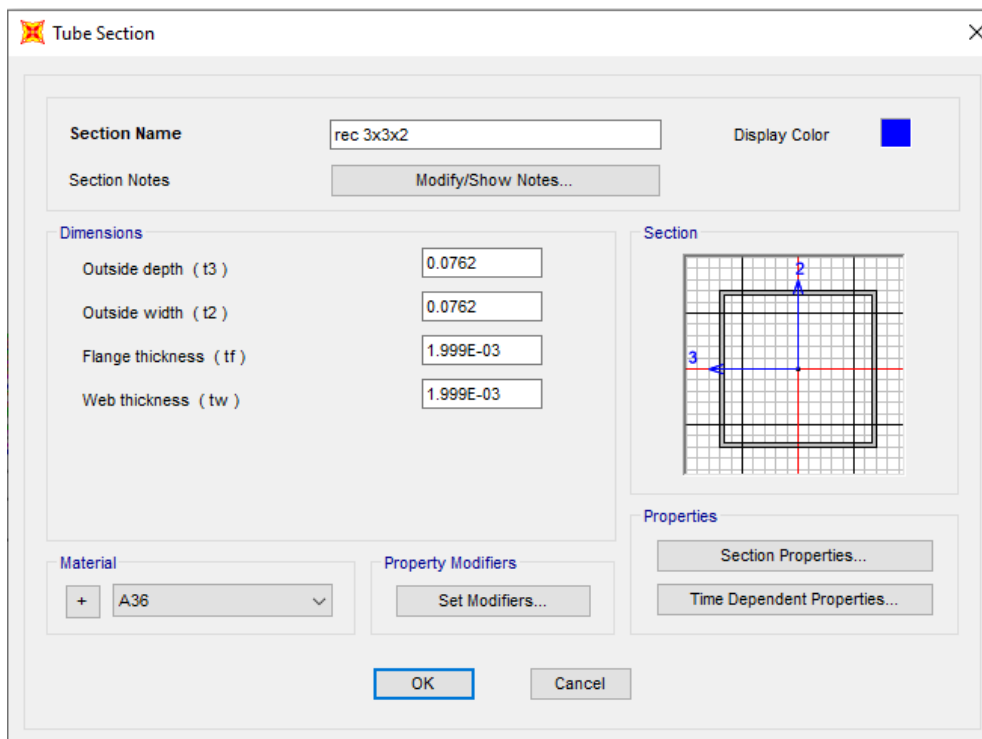 Tube Section
Section Name rec 3x3x2 Display Color
Section Notes Modify/Show Notes...
Dimensions
Outside depth ( t3 ) 0.0762
Outside width ( t2 ) 0.0762
Flange thickness ( tf ) 1.999E-03
Web thickness ( tw ) 1.999E-03
Section
2
3
Material
+ A36
Property Modifiers
Set Modifiers...
Properties
Section Properties...
Time Dependent Properties...
OK Cancel